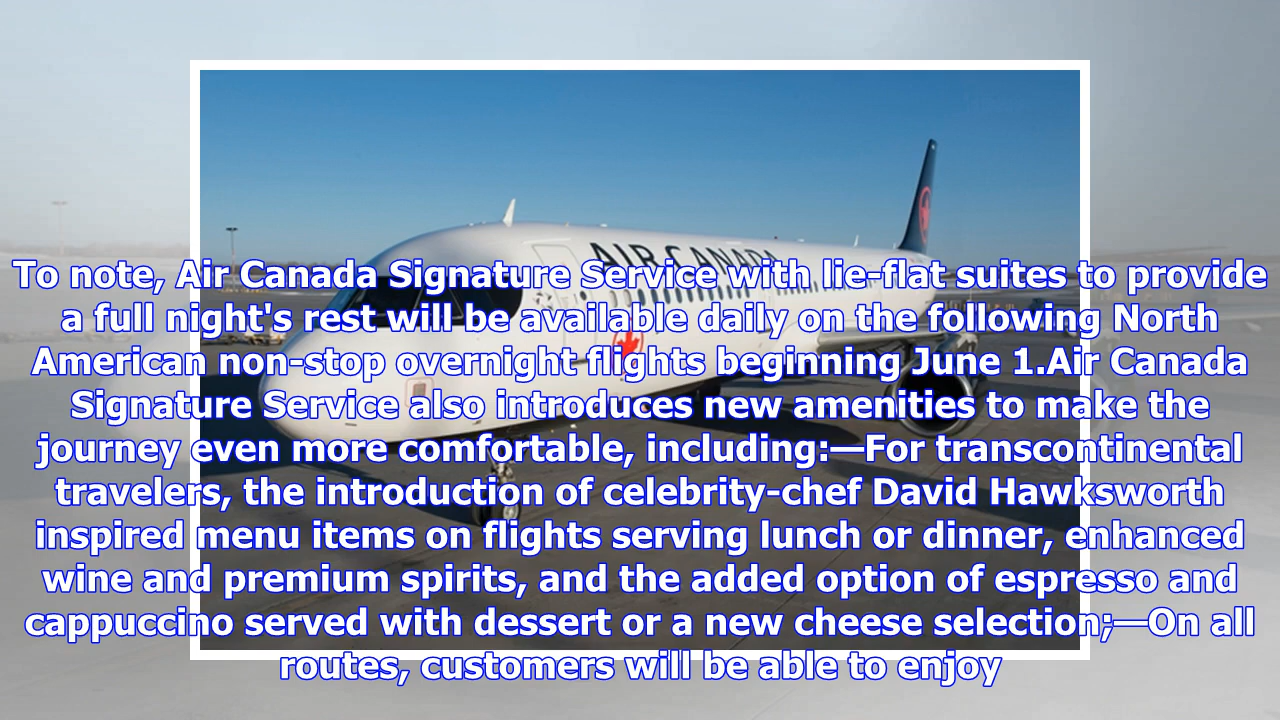 AIR CANADA
To note, Air Canada Signature Service with lie-flat suites to provide
a full night's rest will be available daily on the following North
American non-stop overnight flights beginning June 1.Air Canada
Signature Service also introduces new amenities to make the
journey even more comfortable, including:—For transcontinental
travelers, the introduction of celebrity-chef David Hawksworth
inspired menu items on flights serving lunch or dinner, enhanced
wine and premium spirits, and the added option of espresso and
cappuccino served with dessert or a new cheese selection;—On all
routes, customers will be able to enjoy